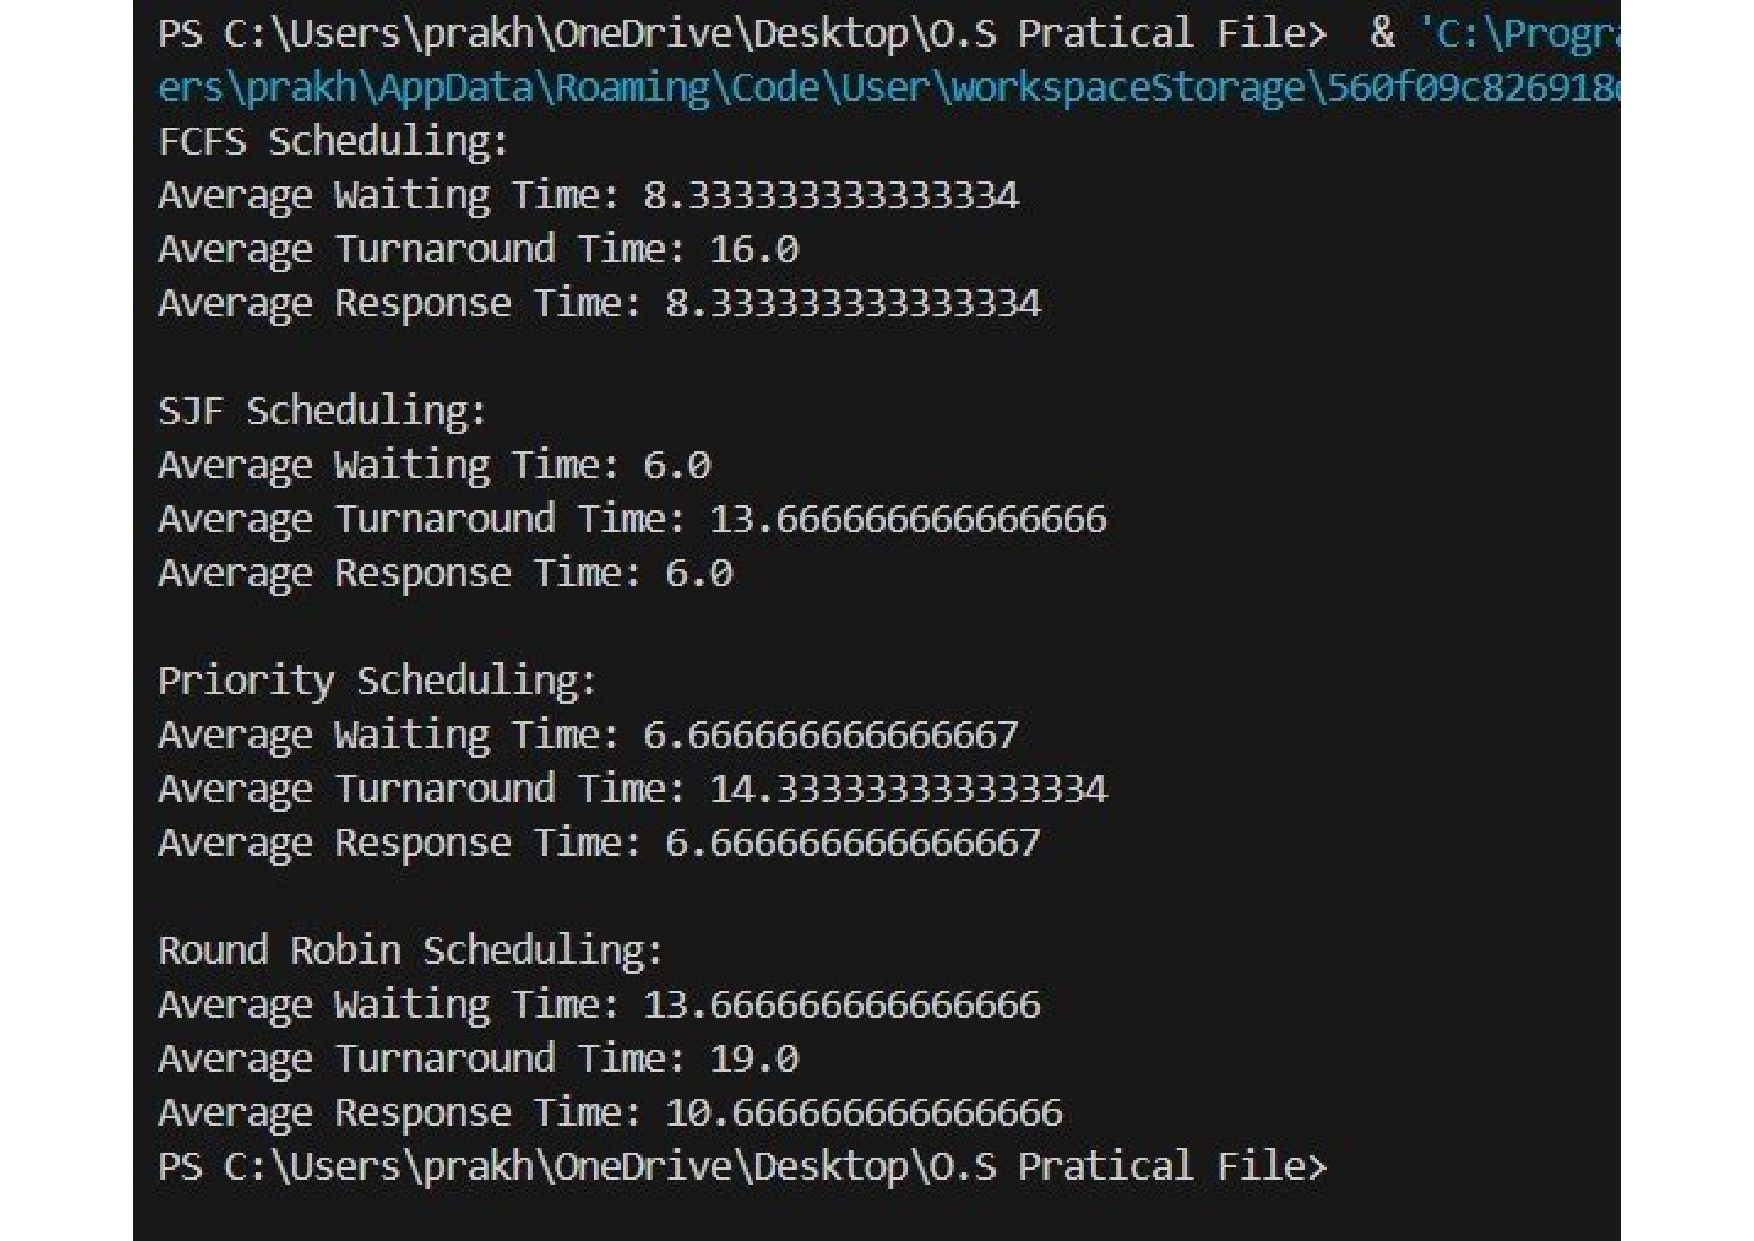 PS C:\Users\prakh\OneDrive\Desktop\O.S Pratical File>  & 'C:\Progra
ers\prakh\AppData\Roaming\Code\User\workspaceStorage\560f09c826918
FCFS Scheduling:
Average Waiting Time: 8.333333333333334
Average Turnaround Time: 16.0
Average Response Time: 8.333333333333334
SJF Scheduling:
Average Waiting Time: 6.0
Average Turnaround Time: 13.666666666666666
Average Response Time: 6.0
Priority Scheduling:
Average Waiting Time: 6.666666666666667
Average Turnaround Time: 14.333333333333334
Average Response Time: 6.666666666666667
Round Robin Scheduling:
Average Waiting Time: 13.666666666666666
Average Turnaround Time: 19.0
Average Response Time: 10.666666666666666
PS C:\Users\prakh\OneDrive\Desktop\O.S Pratical File>